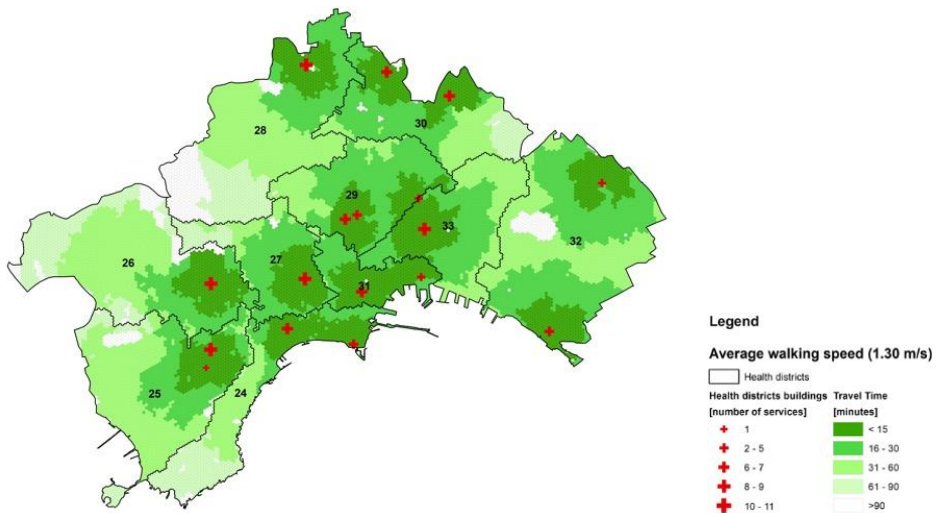 28
30
29
33
32
26
27
31
25
24
Legend
Average walking speed (1.30 m/s)
Health districts
Health districts buildings Travel Time
[number of services] [minutes]
1 < 15
2 - 5 16 - 30
6 - 7 31 - 60
8 - 9 61 - 90
10 - 11 >90